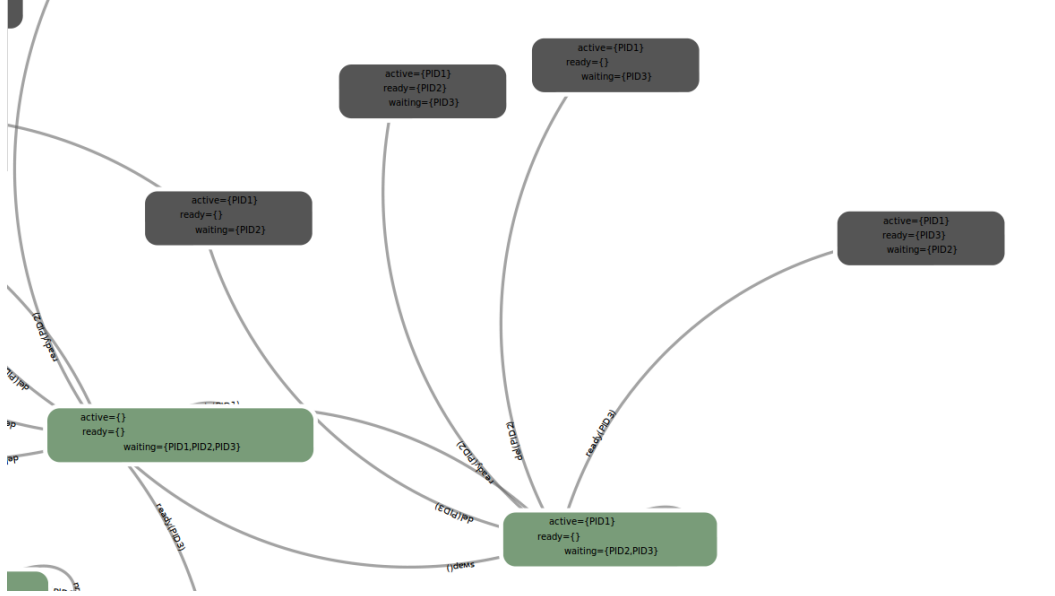 active={PID1}
ready={}
waiting={PID3}
active={PID1}
ready={PID2}
waiting={PID3}
active={PID1}
ready={}
waiting={PID2}
active={PID1}
ready={PID3}
waiting={PID2}
ready(PID2)
active={}
ready={}
waiting={PID1,PID2,PID3}
ready(PID3)
ready(PID2)
del(PID2)
ready(PID3)
del(PID3)
swap()
active={PID1}
ready={}
waiting={PID2,PID3}